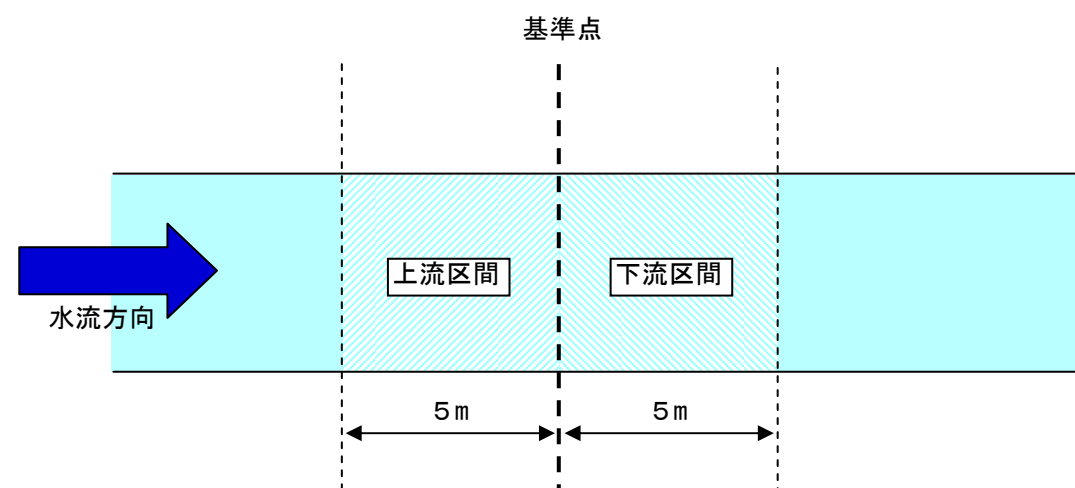 基準点
上流区間
下流区間
水流方向
５ｍ
５ｍ